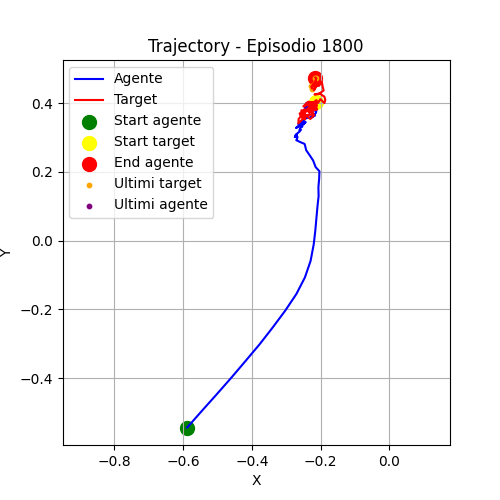 Trajectory - Episodio 1800
Agente
Target
Start agente
Start target
End agente
Ultimi target
Ultimi agente
0.4
0.2
0.0
−0.2
−0.4
Y
−0.8
−0.6
−0.4
−0.2
0.0
X